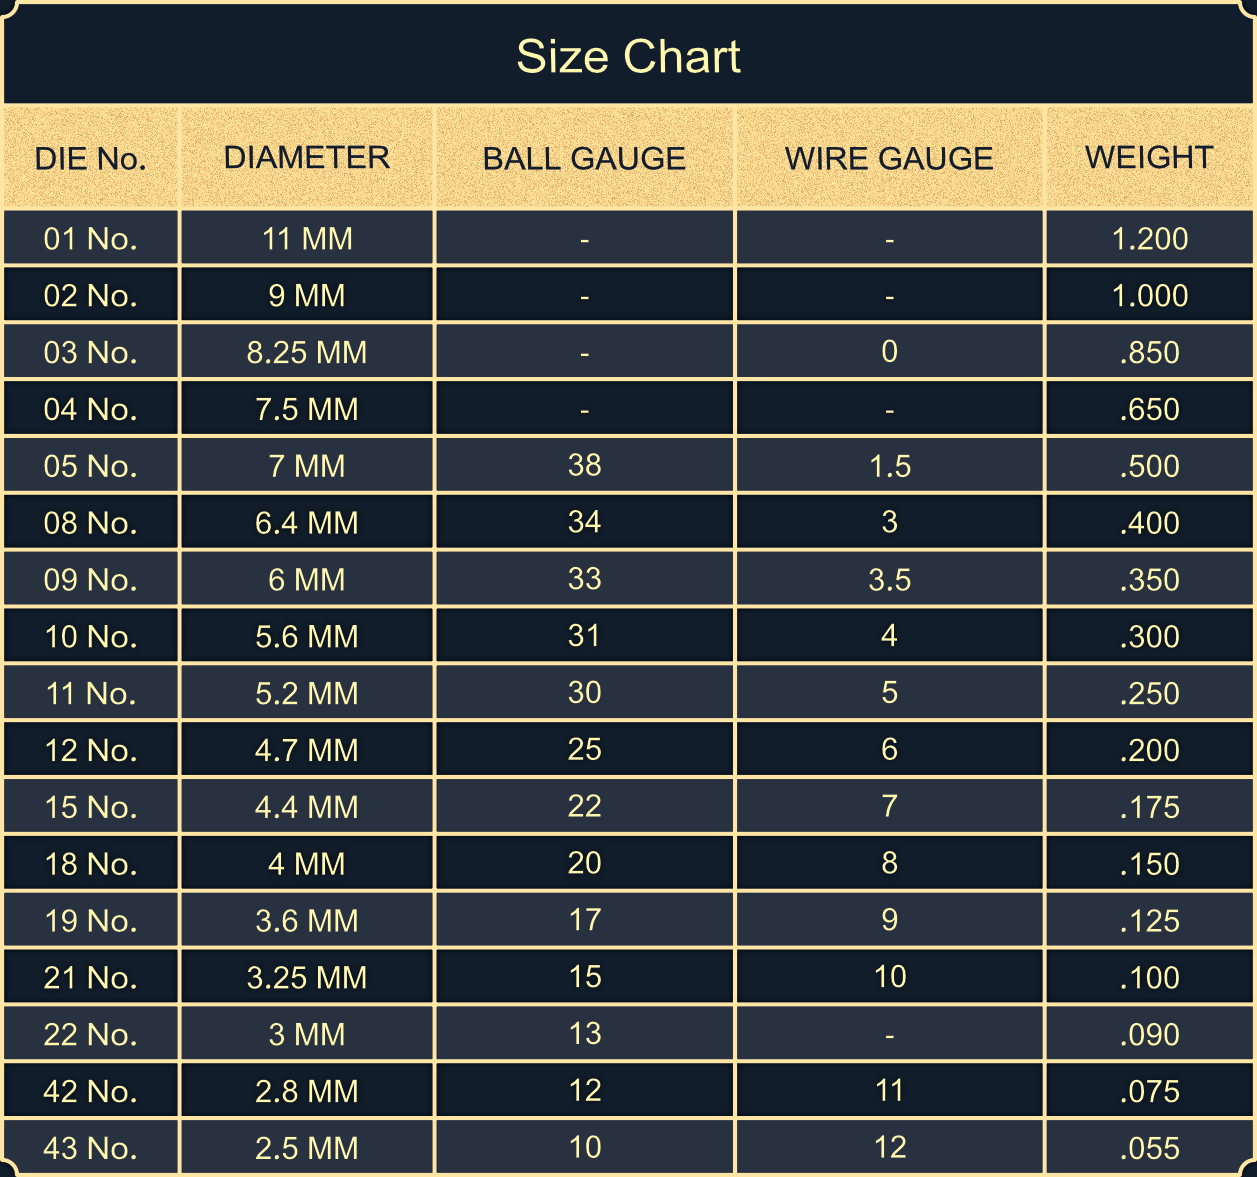 Size Chart
DIE No. DIAMETER BALL GAUGE WIRE GAUGE WEIGHT
01 No. 11 MM - - 1.200
02 No. 9 MM - - 1.000
03 No. 8.25 MM - 0 .850
04 No. 7.5 MM - - .650
05 No. 7 MM 38 1.5 .500
08 No. 6.4 MM 34 3 .400
09 No. 6 MM 33 3.5 .350
10 No. 5.6 MM 31 4 .300
11 No. 5.2 MM 30 5 .250
12 No. 4.7 MM 25 6 .200
15 No. 4.4 MM 22 7 .175
18 No. 4 MM 20 8 .150
19 No. 3.6 MM 17 9 .125
21 No. 3.25 MM 15 10 .100
22 No. 3 MM 13 - .090
42 No. 2.8 MM 12 11 .075
43 No. 2.5 MM 10 12 .055